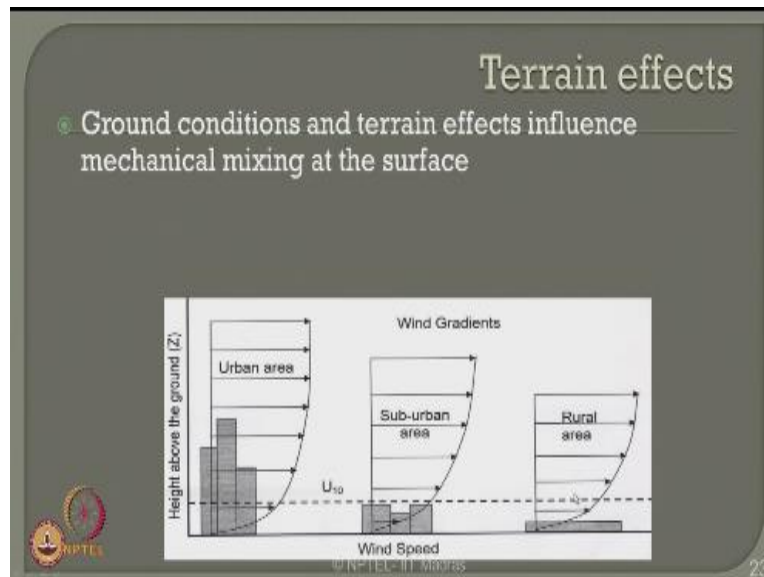 Terrain effects
Ground conditions and terrain effects influence
mechanical mixing at the surface
Height above the ground (Z)
Wind Gradients
Urban area
Sub-urban
area
Rural
area
U10
Wind Speed
NPTEL
© NPTEL- IIT Madras
23